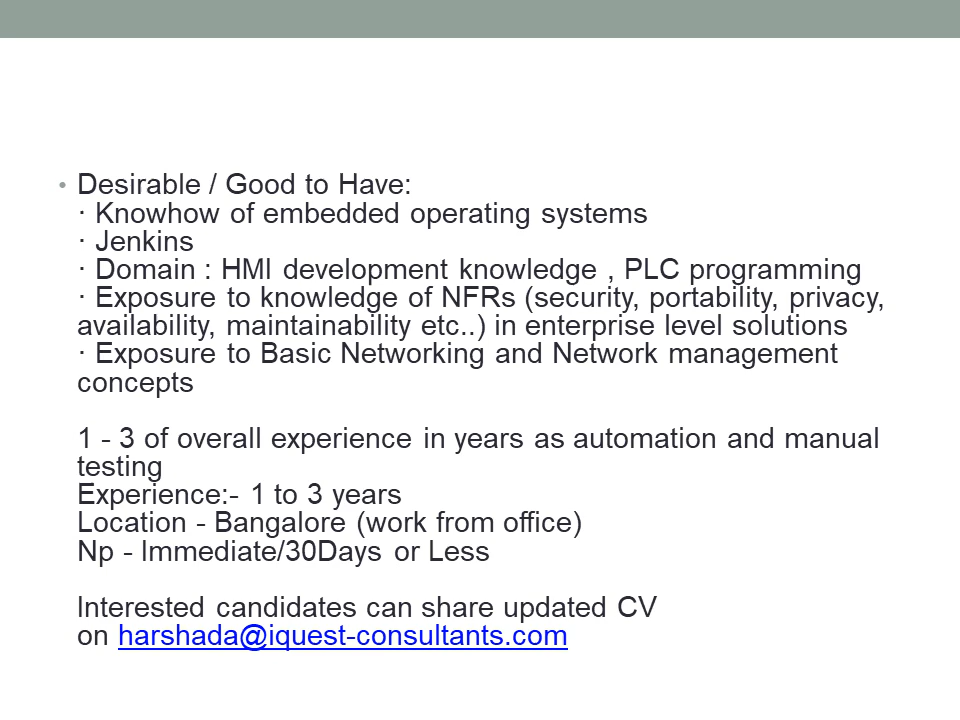 • Desirable / Good to Have:
· Knowhow of embedded operating systems
· Jenkins
· Domain : HMI development knowledge , PLC programming
· Exposure to knowledge of NFRs (security, portability, privacy,
availability, maintainability etc..) in enterprise level solutions
· Exposure to Basic Networking and Network management
concepts
1 - 3 of overall experience in years as automation and manual
testing
Experience:- 1 to 3 years
Location - Bangalore (work from office)
Np - Immediate/30Days or Less
Interested candidates can share updated CV
on harshada@iquest-consultants.com